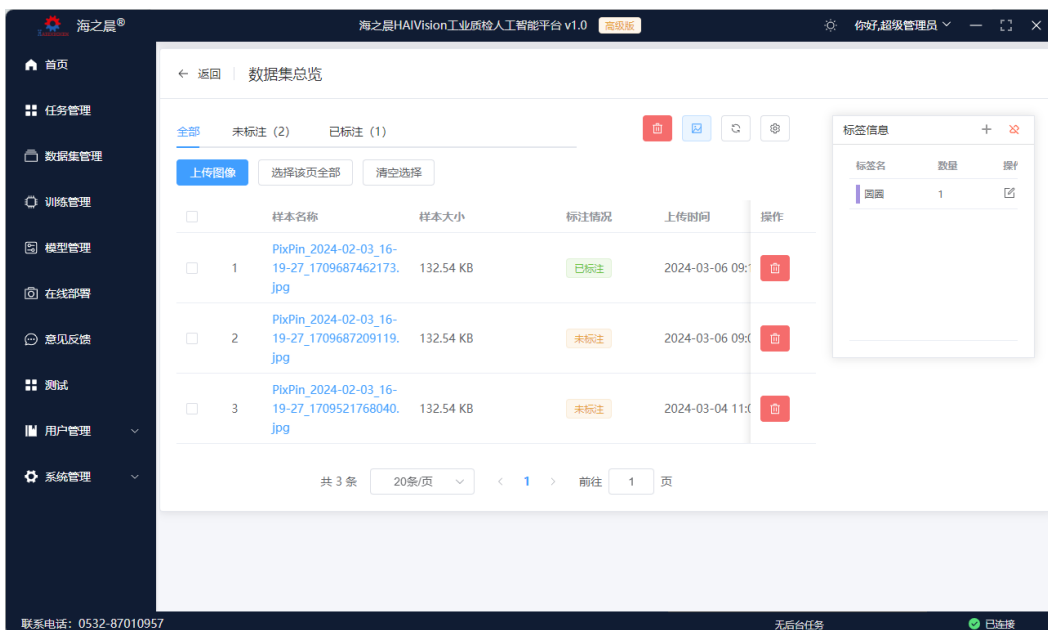 海之晨®
海之晨HAIVision工业质检人工智能平台 v1.0 高级版
你好,超级管理员
首页
任务管理
数据集管理
训练管理
模型管理
在线部署
意见反馈
测试
用户管理
系统管理
返回 数据集总览
全部 未标注（2） 已标注（1）
上传图像 选择该页全部 清空选择
样本名称 样本大小 标注情况 上传时间 操作
1 PixPin_2024-02-03_16-
19-27_1709687462173. 132.54 KB 已标注 2024-03-06 09:1
jpg
2 PixPin_2024-02-03_16-
19-27_1709687209119. 132.54 KB 未标注 2024-03-06 09:0
jpg
3 PixPin_2024-02-03_16-
19-27_1709521768040. 132.54 KB 未标注 2024-03-04 11:0
jpg
共 3 条 20条/页 1 前往 1 页
标签信息
标签名 数量 操作
圆圆 1
联系电话：0532-87010957 无后台任务 已连接